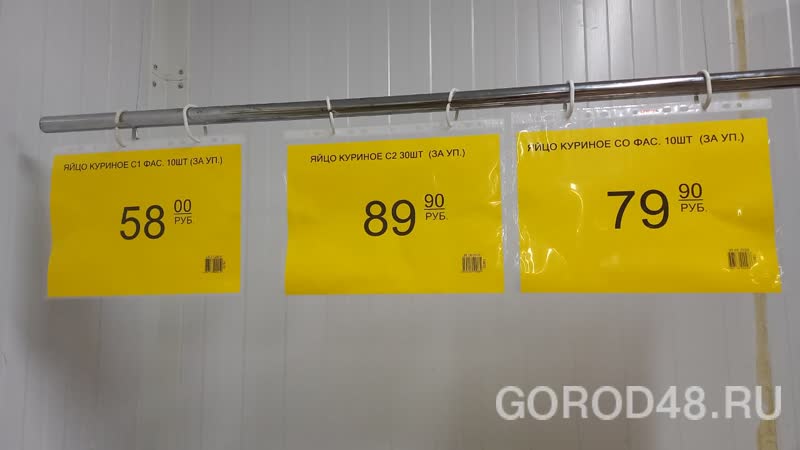 ЯЙЦО КУРИНОЕ С1 ФАС. 10ШТ (ЗА УП.)
58 00
РУБ.
ЯЙЦО КУРИНОЕ С2 30ШТ (ЗА УП.)
89 90
РУБ.
ЯЙЦО КУРИНОЕ СО ФАС. 10ШТ (ЗА УП.)
79 90
РУБ.
GOROD48.RU